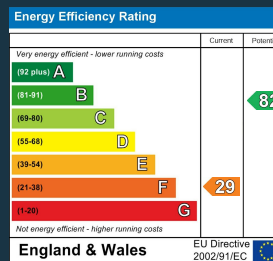 Energy Efficiency Rating
Current
Very energy efficient - lower running costs
(92 plus) A
(81-91) B
(69-80) C
(55-68) D
(39-54) E
(21-38) F
29
(1-20) G
Not energy efficient - higher running costs
England & Wales
EU Directive
2002/91/EC